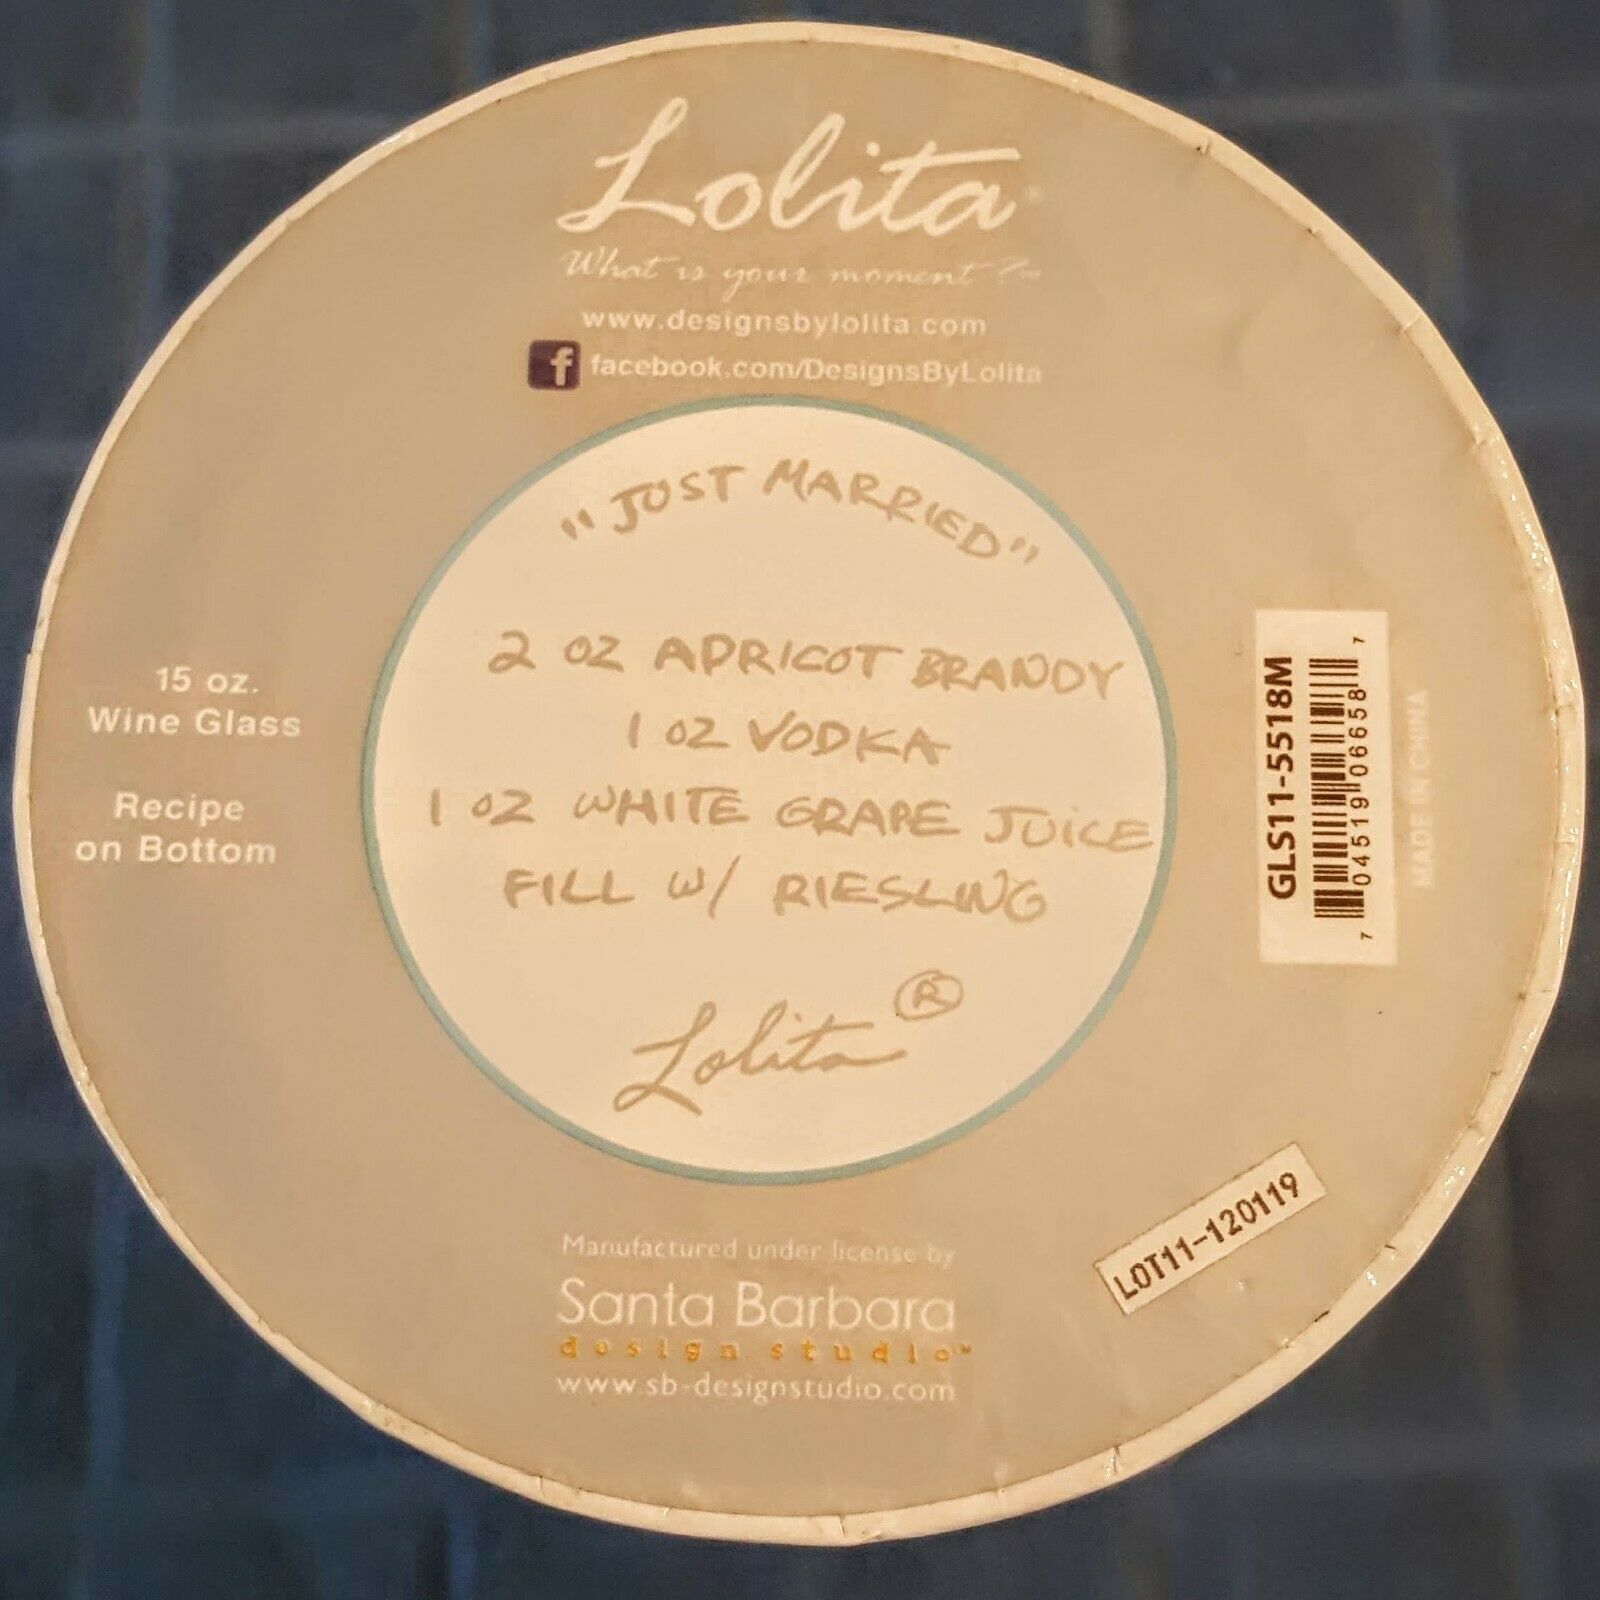 Lolita®
What is your moment?™
www.designsbylolita.com
f facebook.com/DesignsByLolita
"JUST MARRIED"
2 OZ APRICOT BRANDY
1 OZ VODKA
1 OZ WHITE GRAPE JUICE
FILL W/ RIESLING
Lolita ®
15 oz.
Wine Glass
Recipe
on Bottom
GLS11-5518M
7 04519 06658 7
MADE IN CHINA
LOT11-120119
Manufactured under license by
Santa Barbara
design studio™
www.sb-designstudio.com